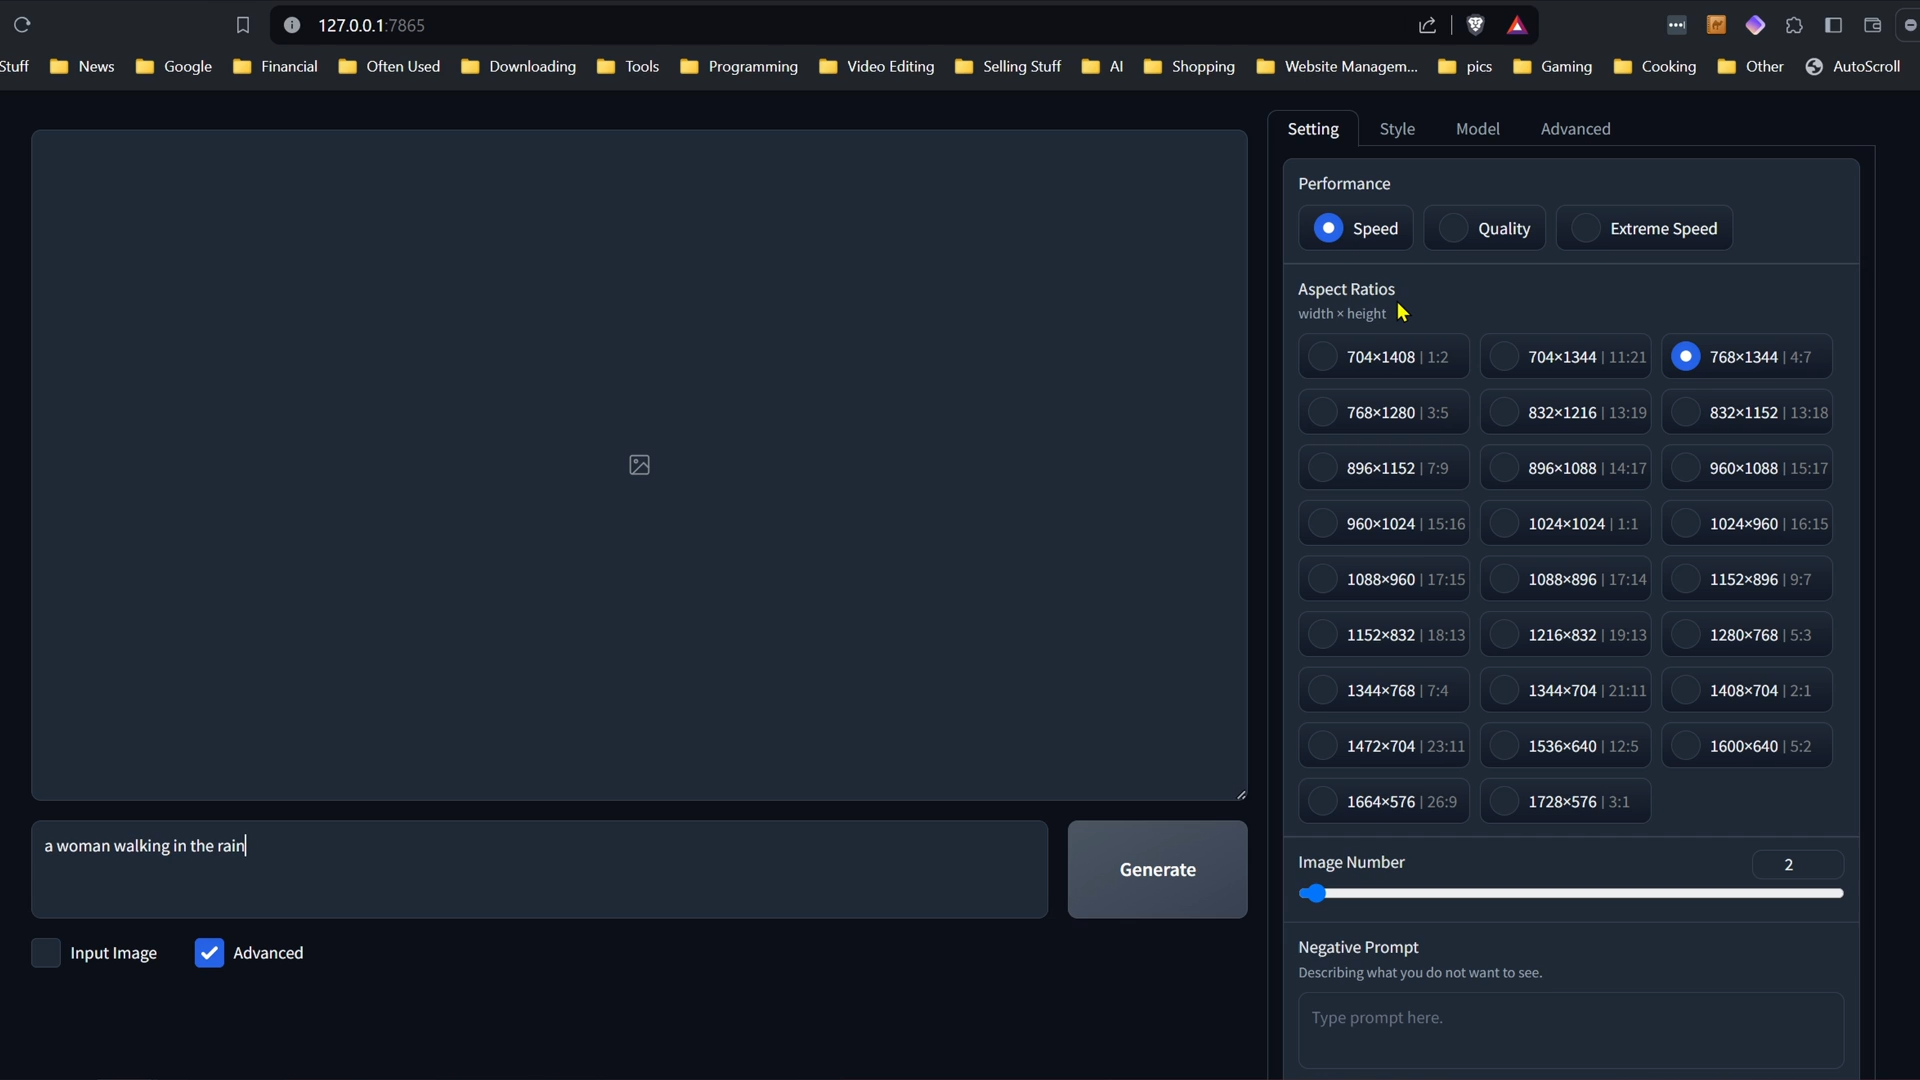 127.0.0.1:7865
Stuff News Google Financial Often Used Downloading Tools Programming Video Editing Selling Stuff AI Shopping Website Managem... pics Gaming Cooking Other AutoScroll
Setting Style Model Advanced
Performance
Speed Quality Extreme Speed
Aspect Ratios
width × height
704×1408 | 1:2 704×1344 | 11:21 768×1344 | 4:7
768×1280 | 3:5 832×1216 | 13:19 832×1152 | 13:18
896×1152 | 7:9 896×1088 | 14:17 960×1088 | 15:17
960×1024 | 15:16 1024×1024 | 1:1 1024×960 | 16:15
1088×960 | 17:15 1088×896 | 17:14 1152×896 | 9:7
1152×832 | 18:13 1216×832 | 19:13 1280×768 | 5:3
1344×768 | 7:4 1344×704 | 21:11 1408×704 | 2:1
1472×704 | 23:11 1536×640 | 12:5 1600×640 | 5:2
1664×576 | 26:9 1728×576 | 3:1
a woman walking in the rain
Generate
Input Image Advanced
Image Number 2
Negative Prompt
Describing what you do not want to see.
Type prompt here.